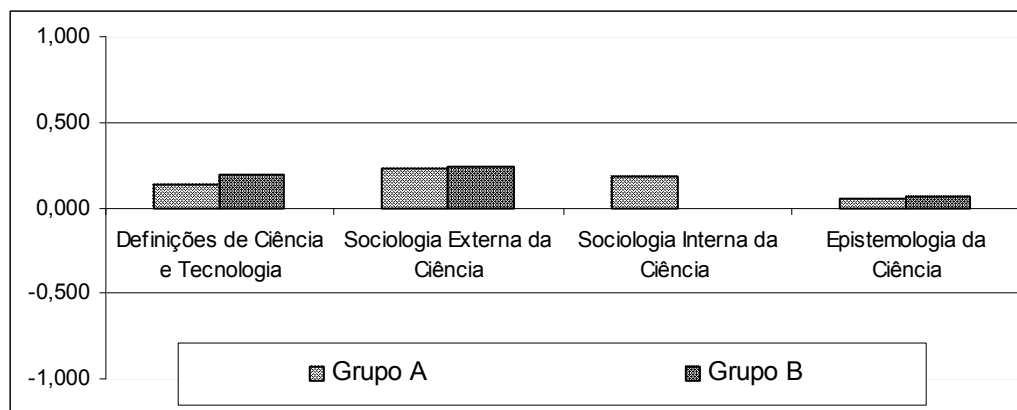 1,000
0,500
0,000
-0,500
-1,000
Definições de Ciência
e Tecnologia
Sociologia Externa da
Ciência
Sociologia Interna da
Ciência
Epistemologia da
Ciência
Grupo A
Grupo B